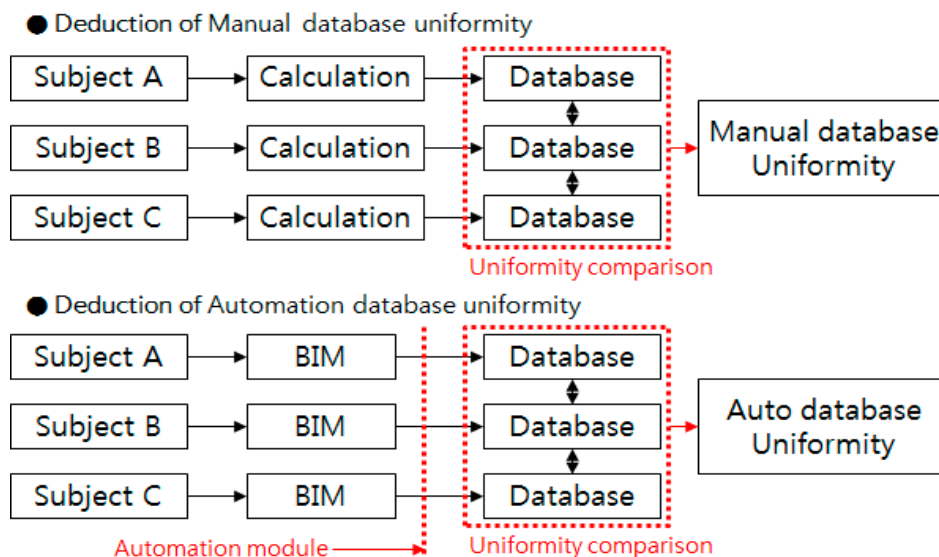 ● Deduction of Manual database uniformity
Subject A
Calculation
Database
Subject B
Calculation
Database
Subject C
Calculation
Database
Manual database
Uniformity
Uniformity comparison
● Deduction of Automation database uniformity
Subject A
BIM
Database
Subject B
BIM
Database
Subject C
BIM
Database
Auto database
Uniformity
Automation module
Uniformity comparison